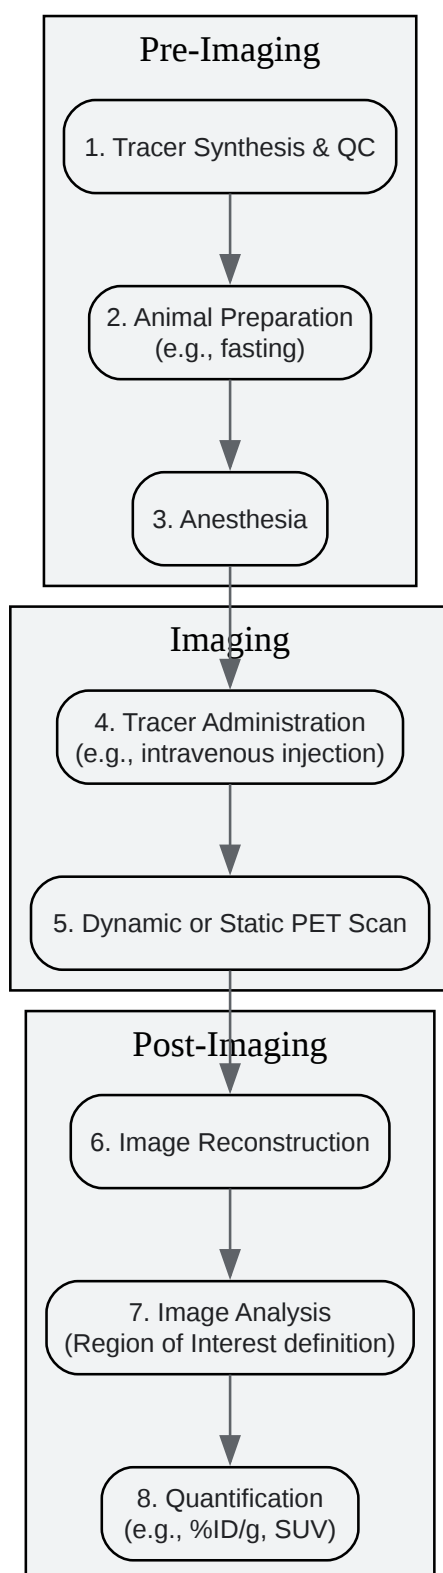 Pre-Imaging
1. Tracer Synthesis & QC
2. Animal Preparation
(e.g., fasting)
3. Anesthesia
Imaging
4. Tracer Administration
(e.g., intravenous injection)
5. Dynamic or Static PET Scan
Post-Imaging
6. Image Reconstruction
7. Image Analysis
(Region of Interest definition)
8. Quantification
(e.g., %ID/g, SUV)